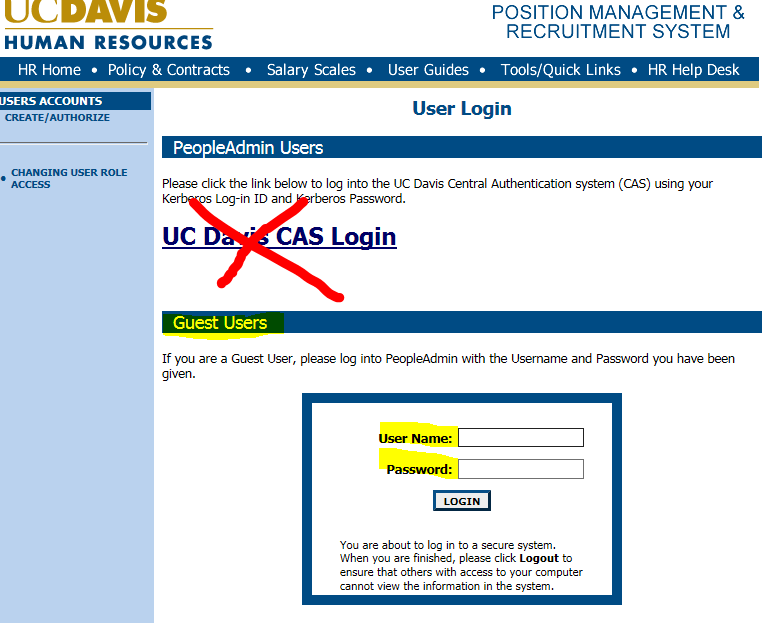 UCDAVIS
HUMAN RESOURCES
POSITION MANAGEMENT &
RECRUITMENT SYSTEM
HR Home • Policy & Contracts • Salary Scales • User Guides • Tools/Quick Links • HR Help Desk
USERS ACCOUNTS
CREATE/AUTHORIZE
• CHANGING USER ROLE
ACCESS
User Login
PeopleAdmin Users
Please click the link below to log into the UC Davis Central Authentication system (CAS) using your
Kerberos Log-in ID and Kerberos Password.
UC Davis CAS Login
Guest Users
If you are a Guest User, please log into PeopleAdmin with the Username and Password you have been
given.
User Name:
Password:
LOGIN
You are about to log in to a secure system.
When you are finished, please click Logout to
ensure that others with access to your computer
cannot view the information in the system.